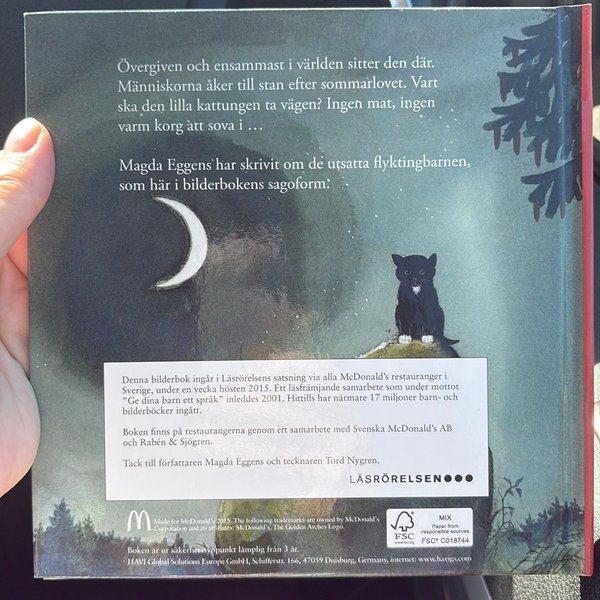 Övergiven och ensammast i världen sitter den där.
Människorna åker till stan efter sommarlovet. Vart
ska den lilla kattungen ta vägen? Ingen mat, ingen
varm korg att sova i …
Magda Eggens har skrivit om de utsatta flyktingbarnen,
som här i bilderbokens sagoform.
Denna bilderbok ingår i Läsrörelsens satsning via alla McDonald's restauranger i
Sverige, under en vecka hösten 2015. Ett läsfrämjande samarbete som under mottot
"Ge dina barn ett språk" inleddes 2001. Hittills har närmare 17 miljoner barn- och
bilderböcker ingått.
Boken finns på restaurangerna genom ett samarbete med Svenska McDonald's AB
och Rabén & Sjögren.
Tack till författaren Magda Eggens och tecknaren Tord Nygren.
LÄSRÖRELSEN
Made for McDonald's 2015. The following trademarks are owned by McDonald's
Corporation and its affiliates: McDonald's, The Golden Arches Logo.
FSC
www.fsc.org
MIX
Paper from
responsible sources
FSC® C018744
Boken är ur säkerhetssynpunkt lämplig från 3 år.
HAVI Global Solutions Europe GmbH, Schifferstr. 166, 47059 Duisburg, Germany, internet: www.havigs.com